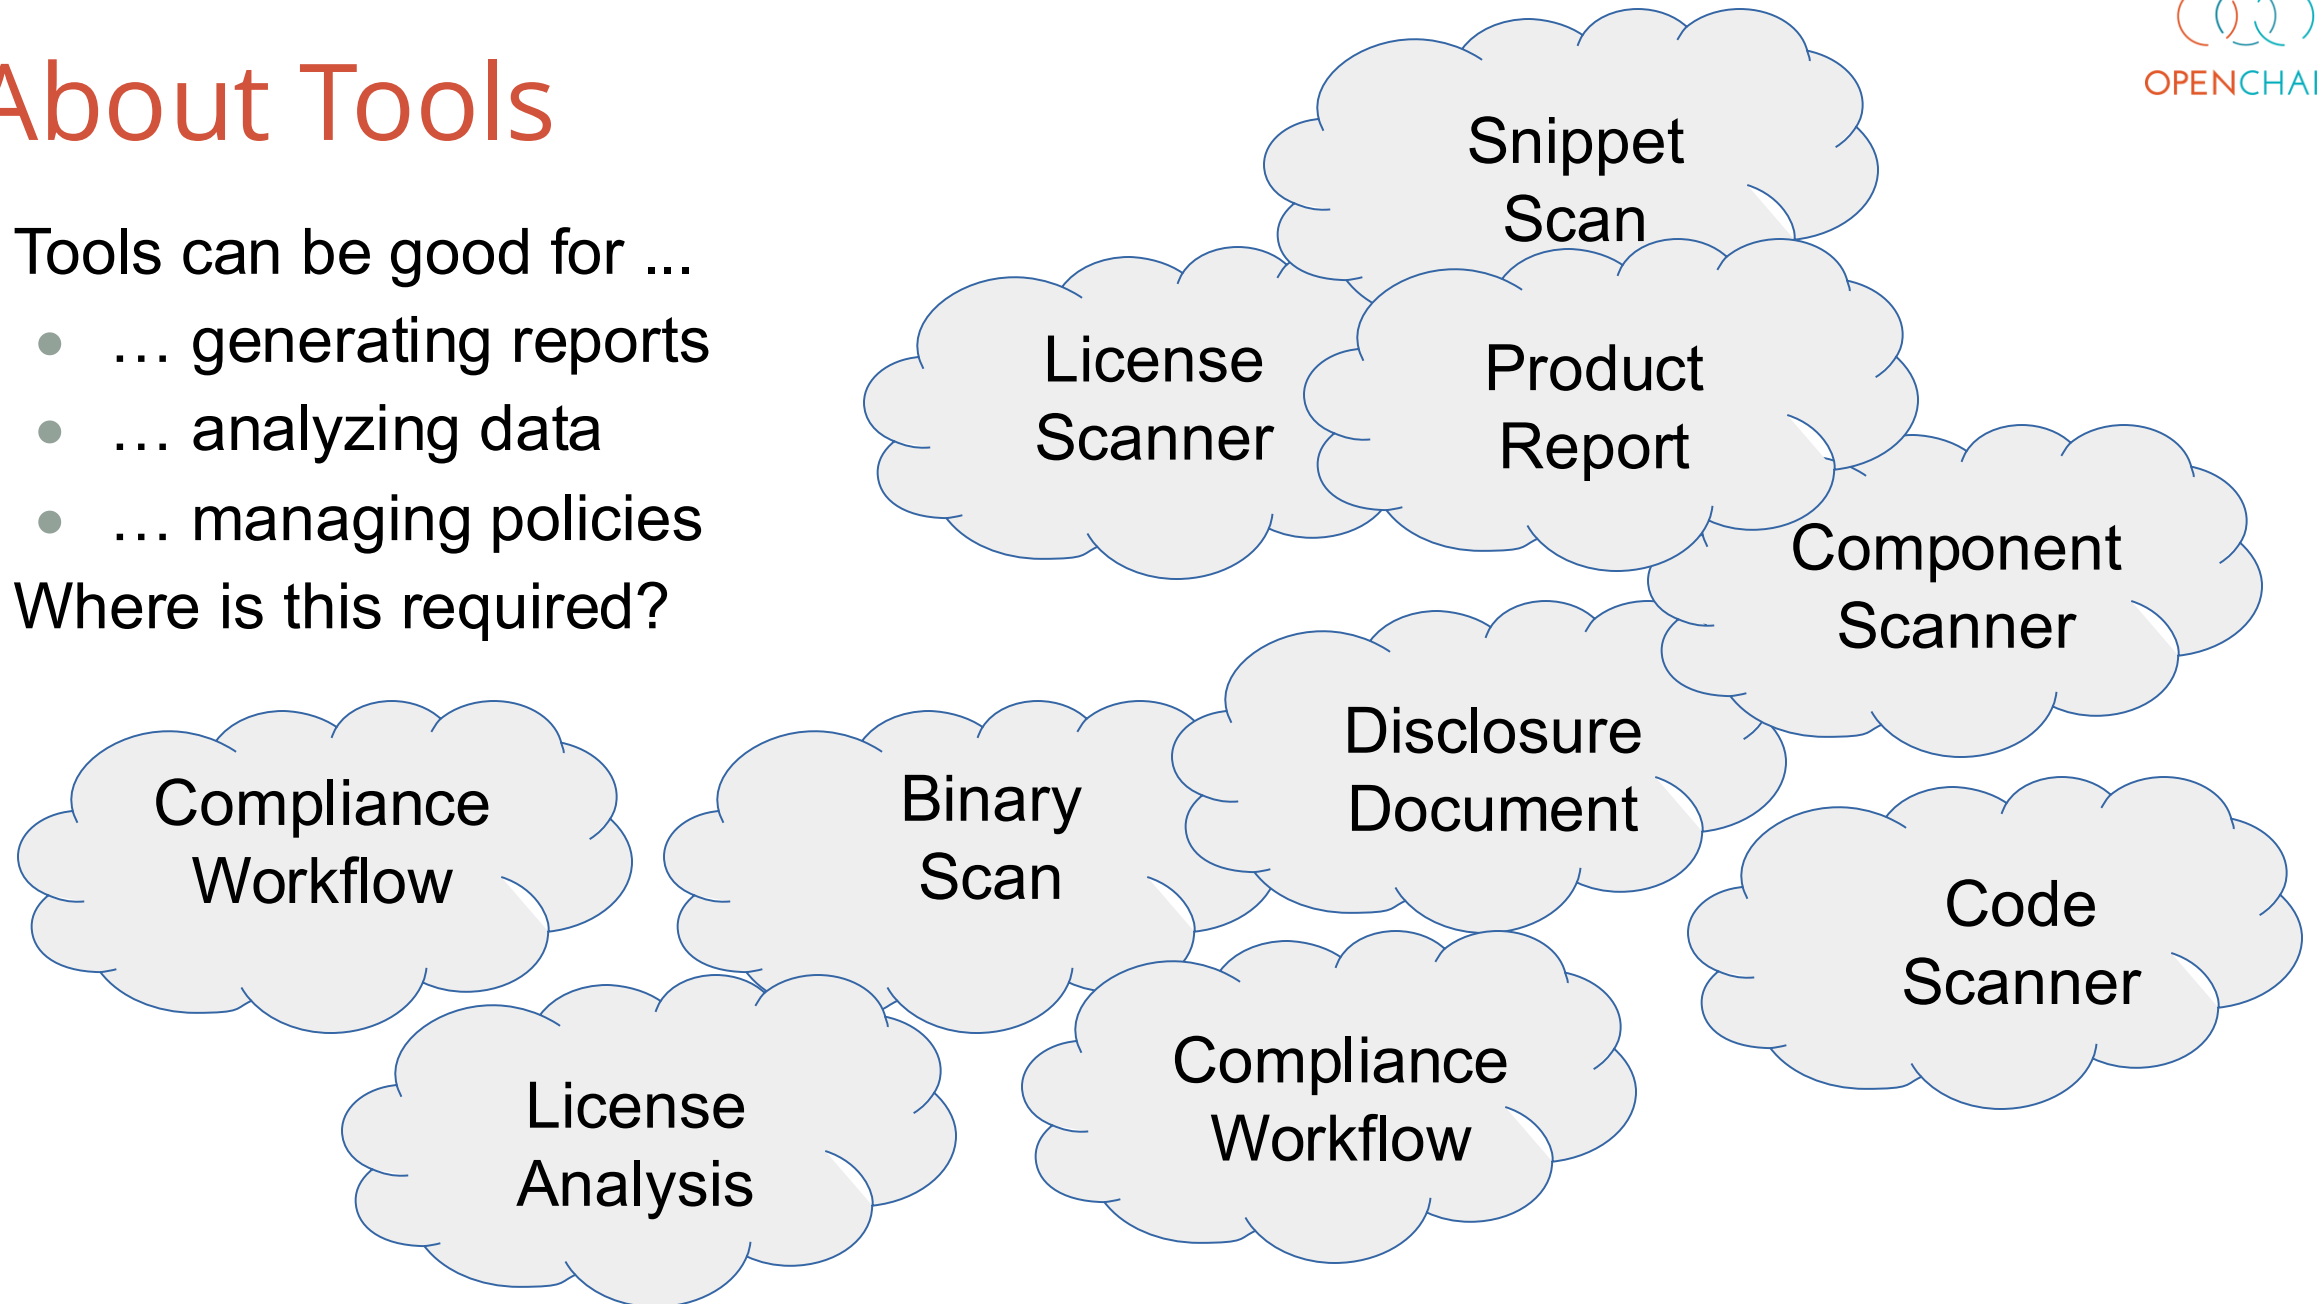 About Tools
OPENCHAI
Tools can be good for ...
• … generating reports
• … analyzing data
• … managing policies
Where is this required?
Snippet
Scan
License
Scanner
Product
Report
Component
Scanner
Disclosure
Document
Compliance
Workflow
Binary
Scan
Code
Scanner
License
Analysis
Compliance
Workflow